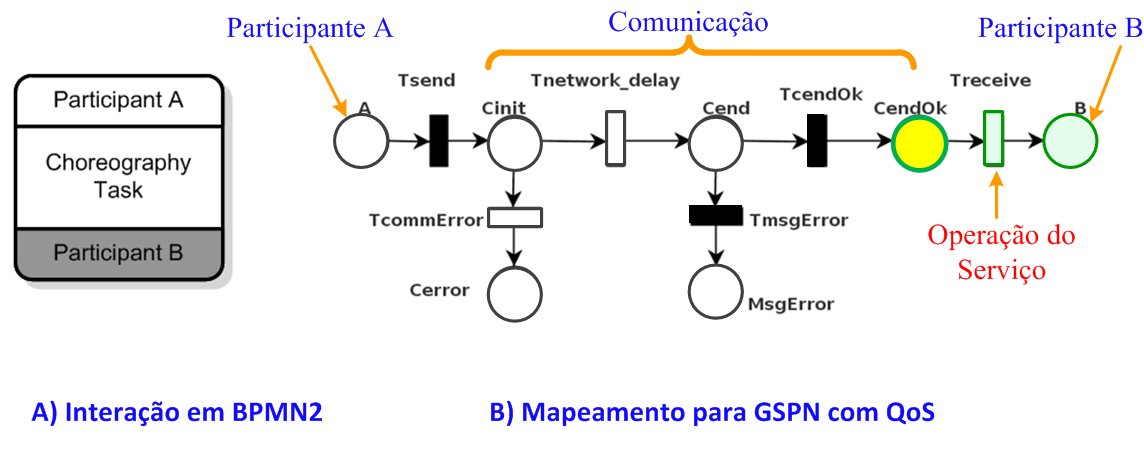 Participante A
Comunicação
Participante B
Participant A
Choreography
Task
Participant B
A
Tsend
Cinit
Tnetwork_delay
Cend
TcendOk
CendOk
Treceive
B
TcommError
TmsgError
Cerror
MsgError
Operação do
Serviço
A) Interação em BPMN2
B) Mapeamento para GSPN com QoS